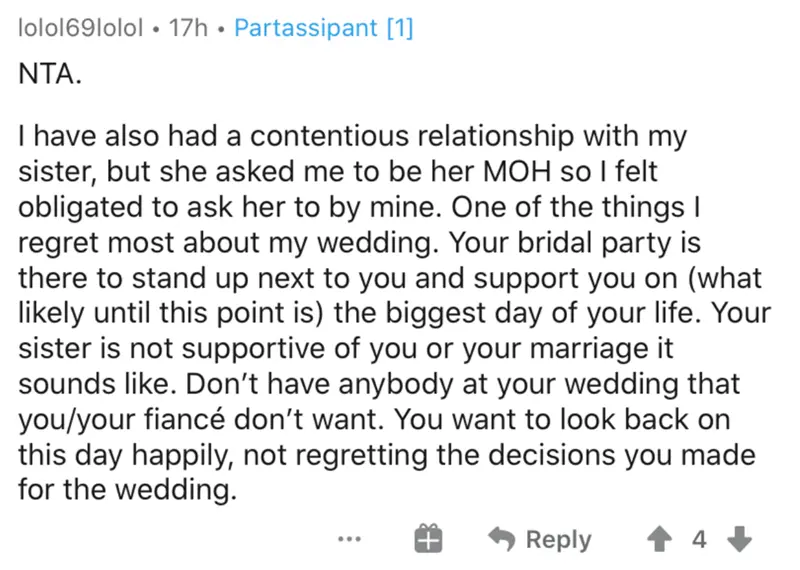 lolol69lolol • 17h • Partassipant [1]
NTA.
I have also had a contentious relationship with my
sister, but she asked me to be her MOH so I felt
obligated to ask her to by mine. One of the things I
regret most about my wedding. Your bridal party is
there to stand up next to you and support you on (what
likely until this point is) the biggest day of your life. Your
sister is not supportive of you or your marriage it
sounds like. Don’t have anybody at your wedding that
you/your fiancé don’t want. You want to look back on
this day happily, not regretting the decisions you made
for the wedding.
••• Reply 4